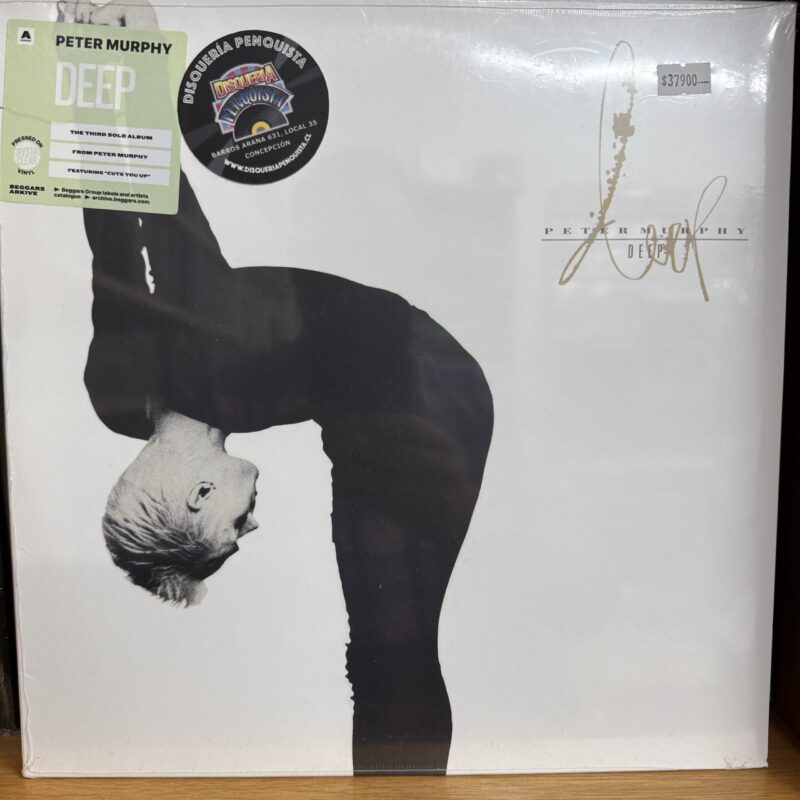 A
PETER MURPHY
DEEP
THE THIRD SOLO ALBUM
FROM PETER MURPHY
FEATURING "CUTS YOU UP"
PRESSED ON
VINYL
BEGGARS
ARKIVE
▶ Beggars Group labels and artists
catalogue ▶ archive.beggars.com
DISQUERÍA PENQUISTA
DISQUERIA
PENQUISTA
BARROS ARANA 631, LOCAL 35
CONCEPCIÓN
WWW.DISQUERIAPENQUISTA.CL
$37900.—
PETER MURPHY
DEEP
deep